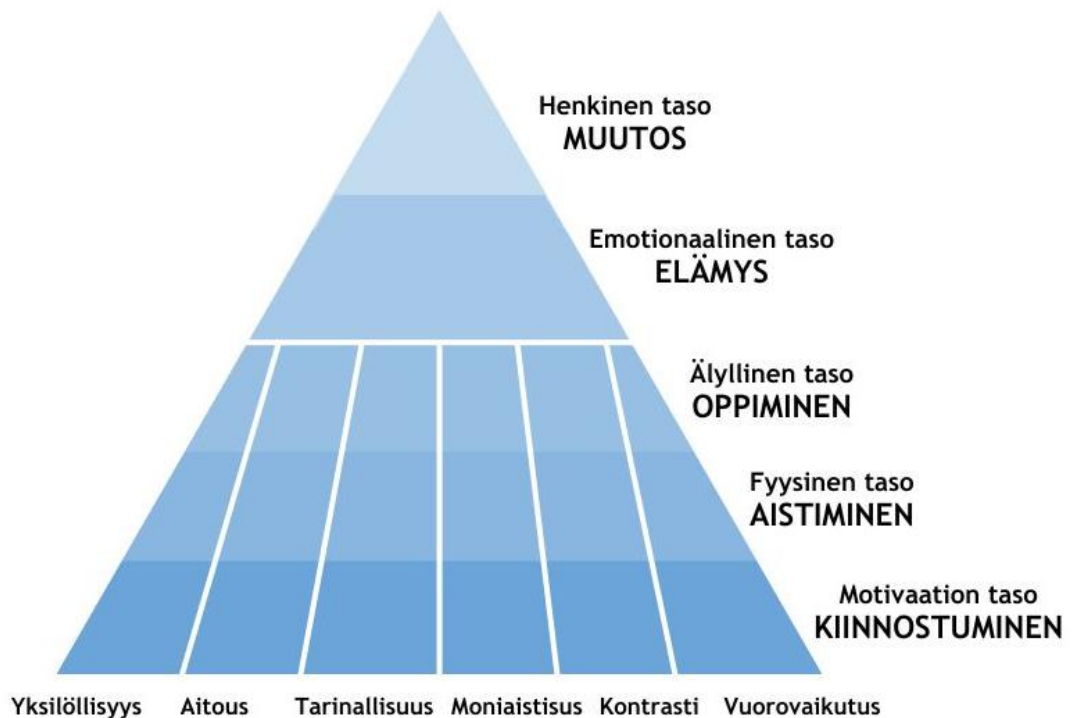 Henkinen taso
MUUTOS
Emotionaalinen taso
ELÄMYS
Älyllinen taso
OPPIMINEN
Fyysinen taso
AISTIMINEN
Motivaation taso
KIINNOSTUMINEN
Yksilöllisyys Aitous Tarinallisuus Moniaistisus Kontrasti Vuorovaikutus